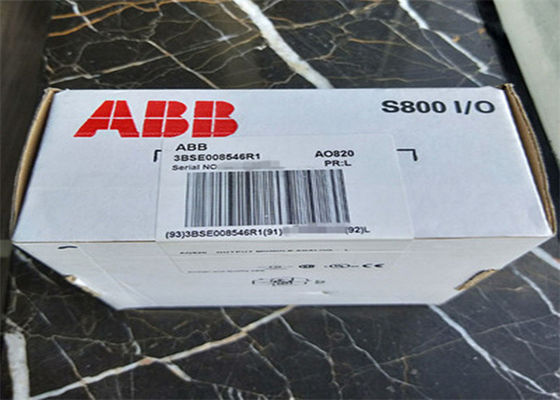 ABB
S800 I/O
ABB
3BSE008546R1 AO820
Serial NO PR:L
(93)3BSE008546R1(91) (92)L